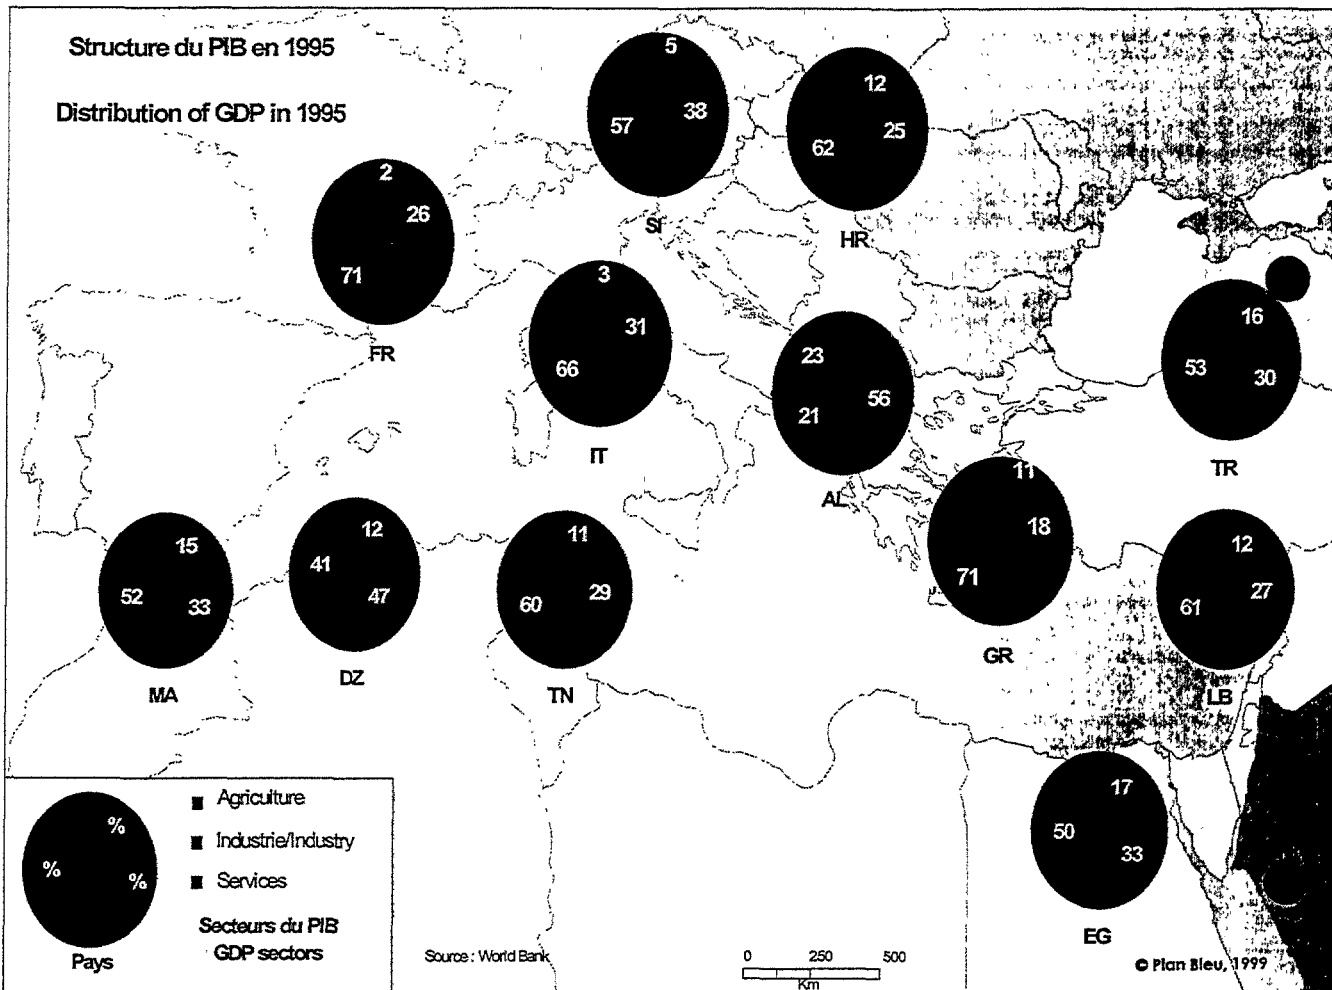 Structure du PIB en 1995
Distribution of GDP in 1995
5
38
57
SI
12
25
62
HR
2
26
71
FR
3
31
66
IT
23
56
21
AL
16
30
53
TR
11
18
71
GR
12
27
61
LB
15
33
52
MA
12
47
41
DZ
11
29
60
TN
17
33
50
EG
%
%
%
Pays
Agriculture
Industrie/Industry
Services
Secteurs du PIB
GDP sectors
Source : World Bank
0 250 500
Km
© Plan Bleu, 1999